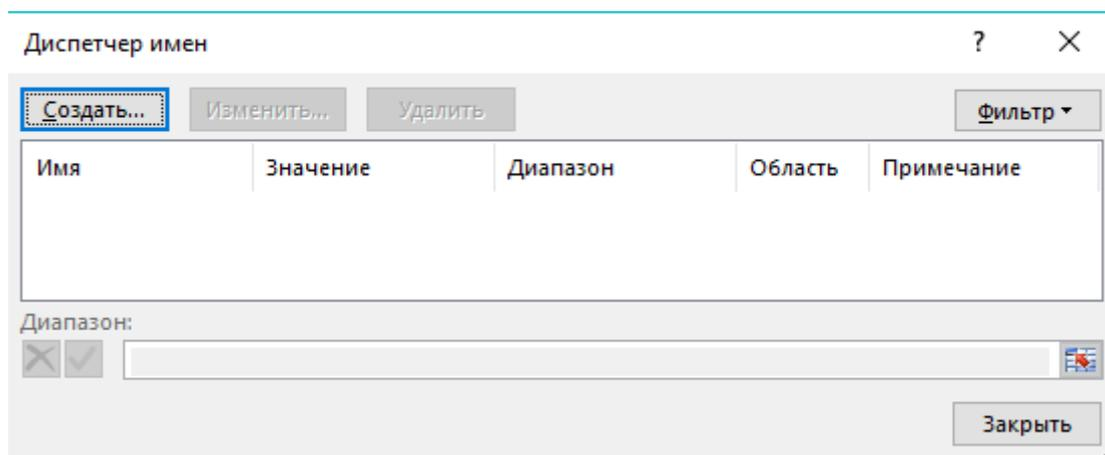 Диспетчер имен ?
Создать... Изменить... Удалить Фильтр
Имя Значение Диапазон Область Примечание
Диапазон:
Закрыть